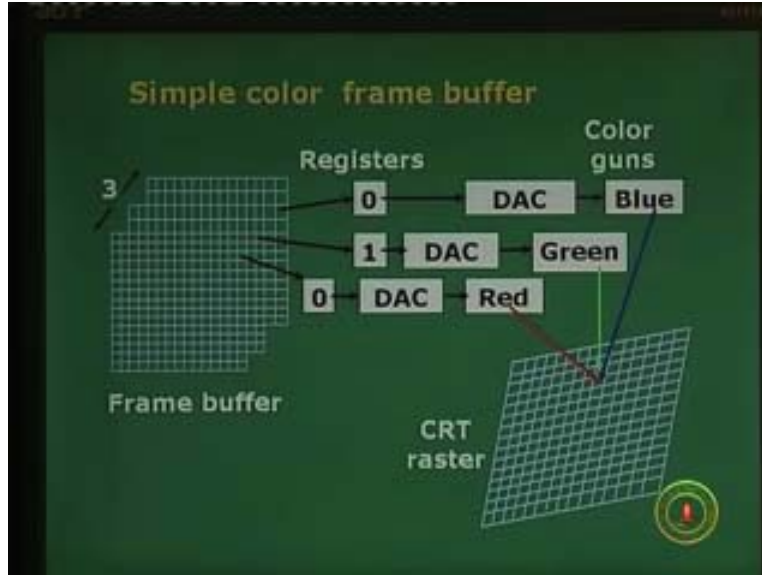 Simple color frame buffer
Color
guns
Registers
3
0
DAC
Blue
1
DAC
Green
0
DAC
Red
Frame buffer
CRT
raster